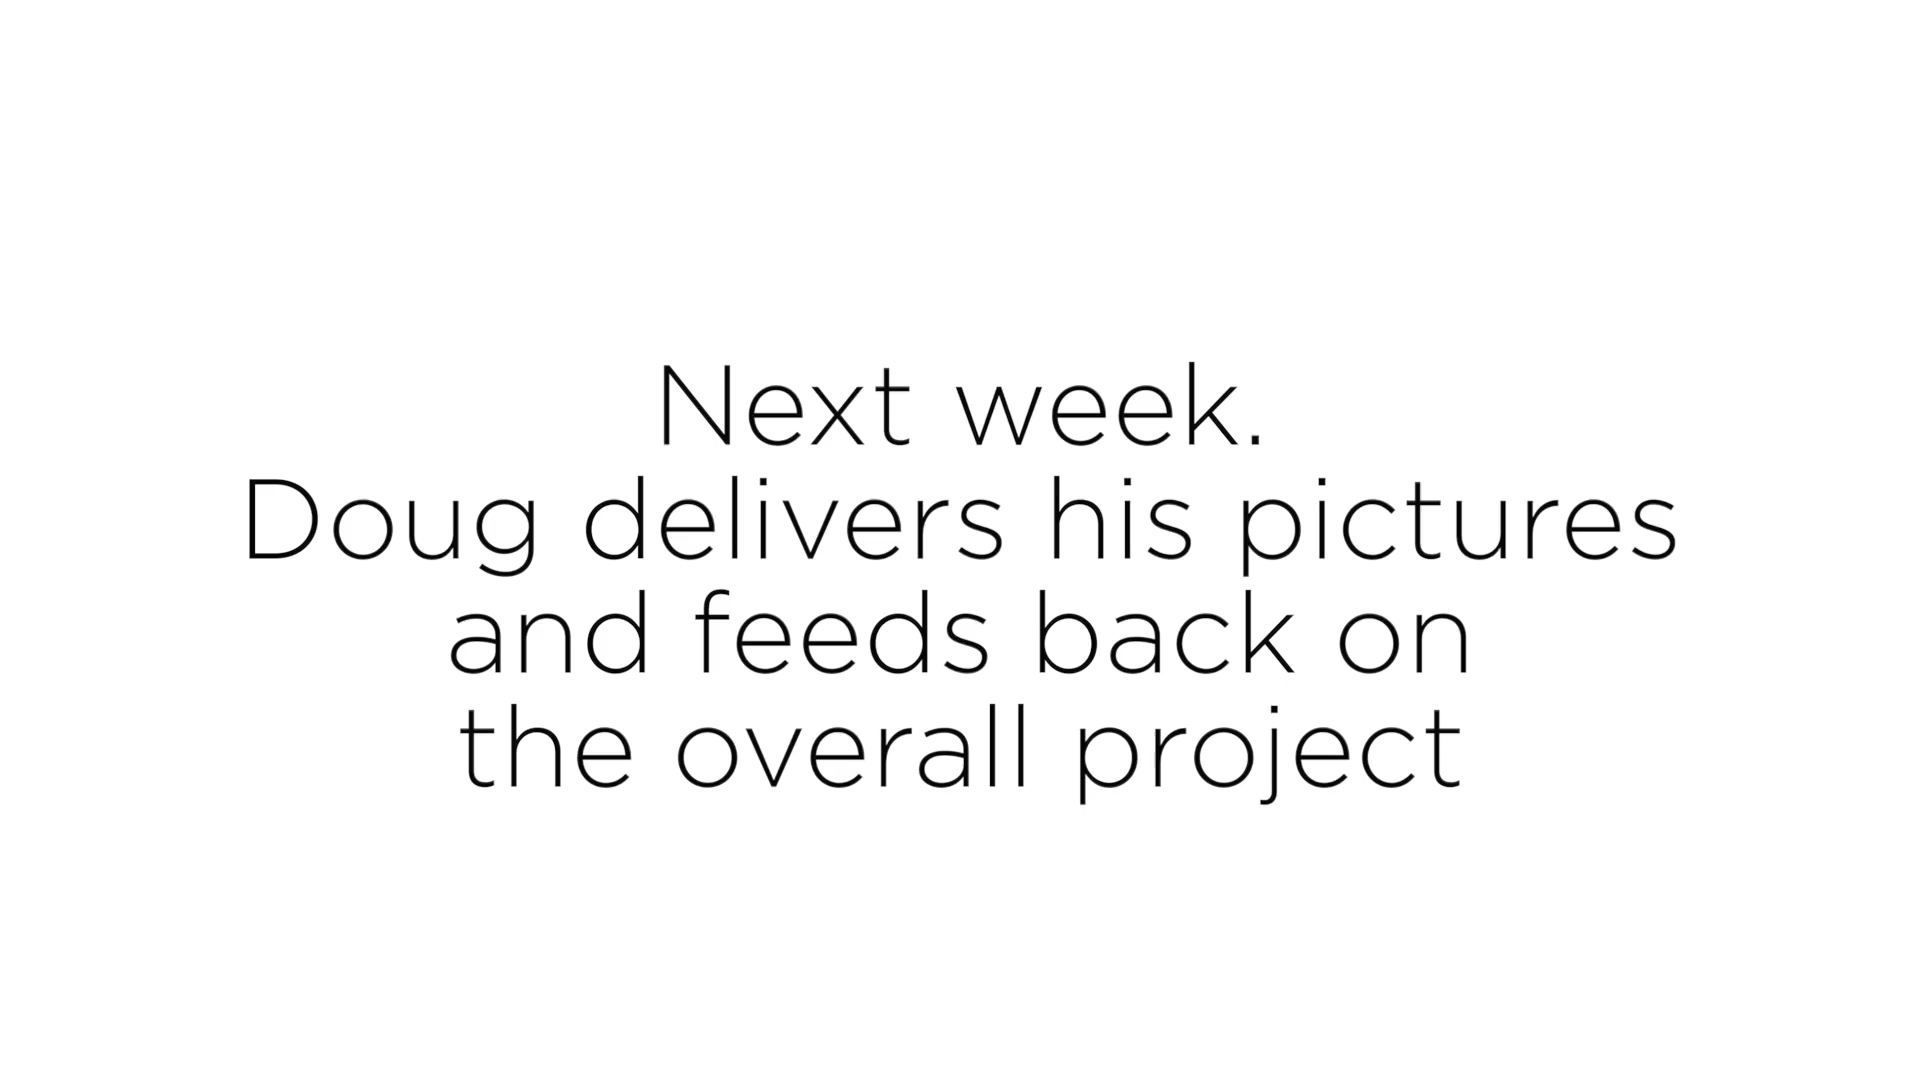 Next week.
Doug delivers his pictures
and feeds back on
the overall project